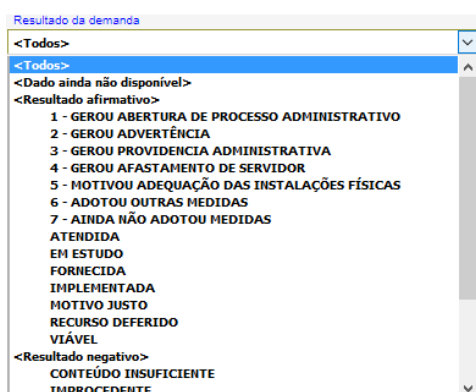 Resultado da demanda
<Todos>
<Todos>
<Dado ainda não disponível>
<Resultado afirmativo>
1 - GEROU ABERTURA DE PROCESSO ADMINISTRATIVO
2 - GEROU ADVERTÊNCIA
3 - GEROU PROVIDENCIA ADMINISTRATIVA
4 - GEROU AFASTAMENTO DE SERVIDOR
5 - MOTIVOU ADEQUAÇÃO DAS INSTALAÇÕES FÍSICAS
6 - ADOTOU OUTRAS MEDIDAS
7 - AINDA NÃO ADOTOU MEDIDAS
ATENDIDA
EM ESTUDO
FORNECIDA
IMPLEMENTADA
MOTIVO JUSTO
RECURSO DEFERIDO
VIÁVEL
<Resultado negativo>
CONTEÚDO INSUFICIENTE
IMPROCEDENTE